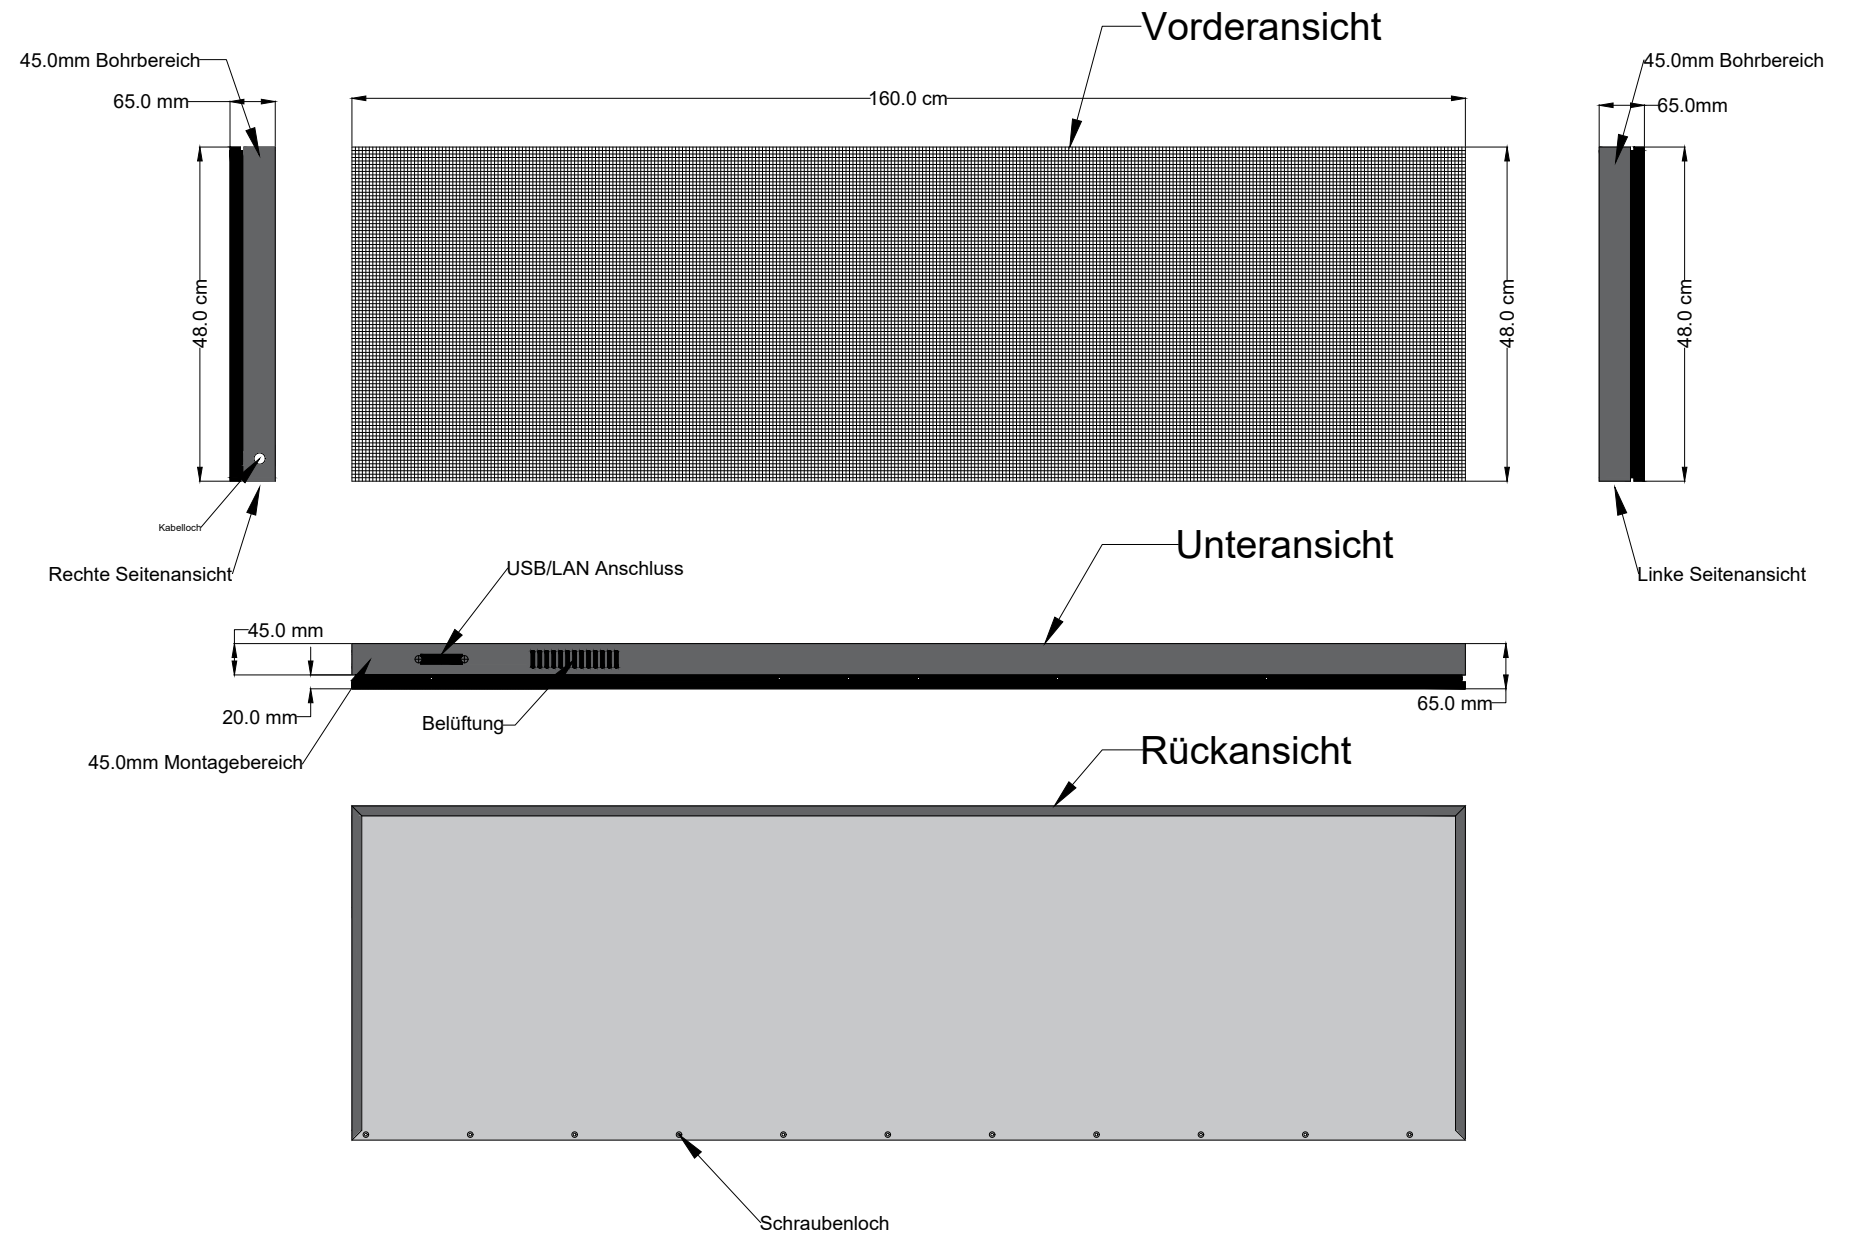 Vorderansicht
45.0mm Bohrbereich
45.0mm Bohrbereich
65.0 mm
160.0 cm
65.0mm
48.0 cm
48.0 cm
48.0 cm
Kabelloch
Rechte Seitenansicht
Linke Seitenansicht
Unteransicht
USB/LAN Anschluss
45.0 mm
20.0 mm
Belüftung
65.0 mm
45.0mm Montagebereich
Rückansicht
Schraubenloch